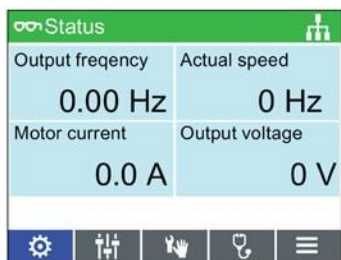 Status
Output freqency
Actual speed
0.00 Hz
0 Hz
Motor current
Output voltage
0.0 A
0 V